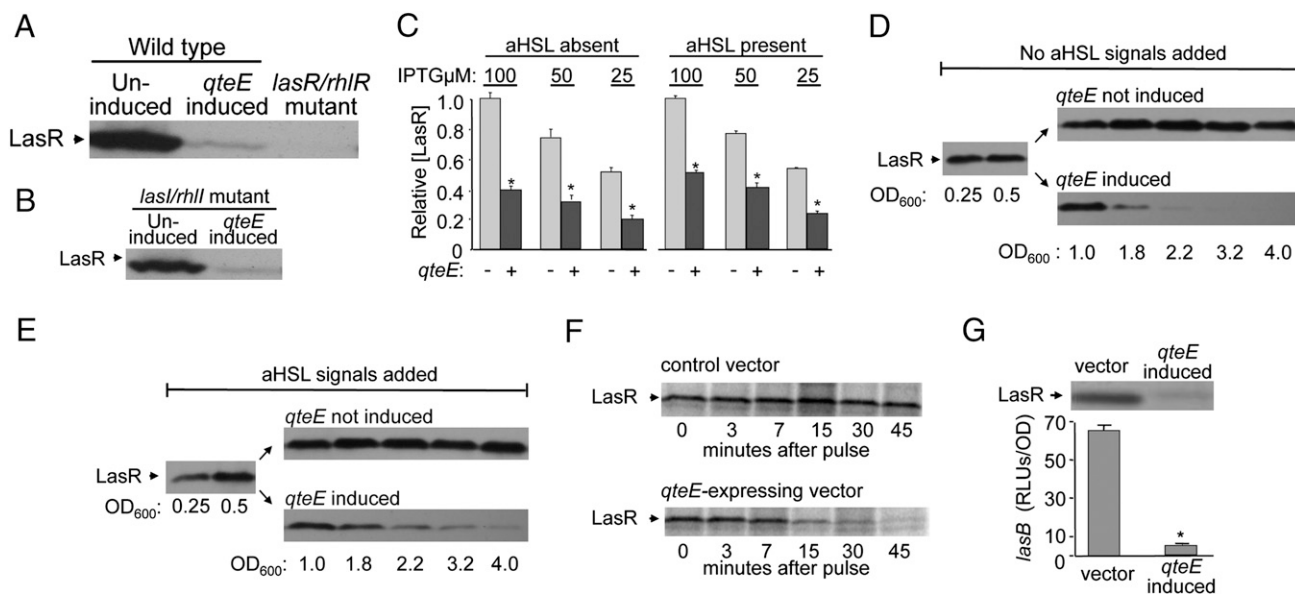 A
Wild type
Un-
induced
qteE
induced
lasR/rhlR
mutant
LasR
B
lasI/rhlI mutant
Un-
induced
qteE
induced
LasR
C
aHSL absent
aHSL present
IPTGµM: 100 50 25 100 50 25
Relative [LasR]
1.0
0.8
0.6
0.4
0.2
0
* * * * * *
qteE: - + - + - + - + - + - +
D
No aHSL signals added
qteE not induced
LasR
OD600: 0.25 0.5
qteE induced
OD600: 1.0 1.8 2.2 3.2 4.0
E
aHSL signals added
qteE not induced
LasR
OD600: 0.25 0.5
qteE induced
OD600: 1.0 1.8 2.2 3.2 4.0
F
control vector
LasR
0 3 7 15 30 45
minutes after pulse
qteE-expressing vector
LasR
0 3 7 15 30 45
minutes after pulse
G
vector
qteE
induced
LasR
lasB (RLUs/OD)
70
50
30
10
0
*
vector
qteE
induced